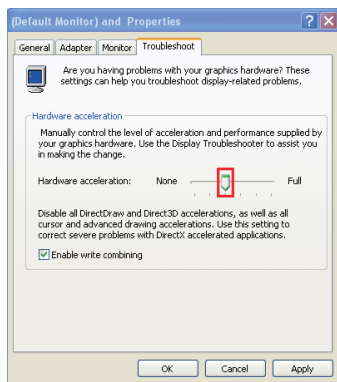 (Default Monitor) and Properties
General Adapter Monitor Troubleshoot
Are you having problems with your graphics hardware? These
settings can help you troubleshoot display-related problems.
Hardware acceleration
Manually control the level of acceleration and performance supplied by
your graphics hardware. Use the Display Troubleshooter to assist you
in making the change.
Hardware acceleration: None Full
Disable all DirectDraw and Direct3D accelerations, as well as all
cursor and advanced drawing accelerations. Use this setting to
correct severe problems with DirectX accelerated applications.
Enable write combining
OK Cancel Apply